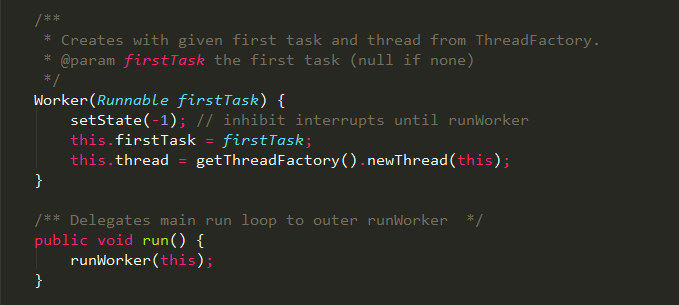 /**
 * Creates with given first task and thread from ThreadFactory.
 * @param firstTask the first task (null if none)
 */
Worker(Runnable firstTask) {
    setState(-1); // inhibit interrupts until runWorker
    this.firstTask = firstTask;
    this.thread = getThreadFactory().newThread(this);
}

/** Delegates main run loop to outer runWorker  */
public void run() {
    runWorker(this);
}